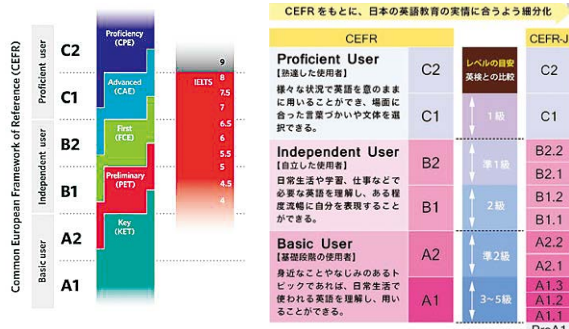 Common European Framework of Reference (CEFR)
Proficient user
Independent user
Basic user
C2
C1
B2
B1
A2
A1
Proficiency
(CPE)
Advanced
(CAE)
First
(FCE)
Preliminary
(PET)
Key
(KET)
IELTS
9
8
7.5
7
6.5
6
5.5
5
4.5
4
CEFR をもとに、日本の英語教育の実情に合うよう細分化
CEFR
CEFR-J
Proficient User
【熟達した使用者】
様々な状況で英語を意のまま
に用いることができ、場面に
合った言葉づかいや文体を選
択できる。
C2
C1
レベルの目安
英検との比較
1級
C2
C1
Independent User
【自立した使用者】
日常生活や学習、仕事などで
必要な英語を理解し、ある程
度流暢に自分を表現すること
ができる。
B2
B1
準1級
2級
B2.2
B2.1
B1.2
B1.1
Basic User
【基礎段階の使用者】
身近なことやなじみのあるト
ピックであれば、日常生活で
使われる英語を理解し、用い
ることができる。
A2
A1
準2級
3~5級
A2.2
A2.1
A1.3
A1.2
A1.1
PreA1